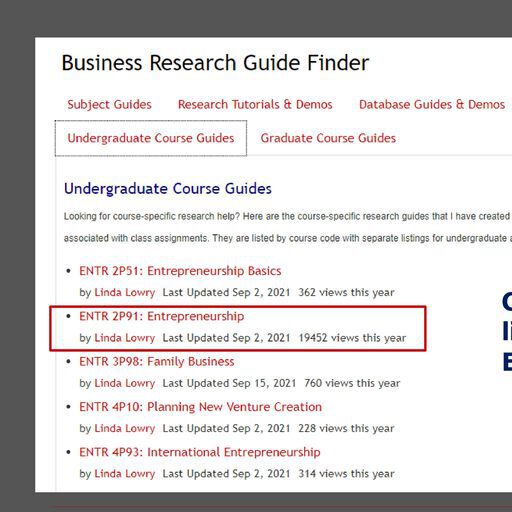 Business Research Guide Finder
Subject Guides Research Tutorials & Demos Database Guides & Demos
Undergraduate Course Guides Graduate Course Guides
Undergraduate Course Guides
Looking for course-specific research help? Here are the course-specific research guides that I have created
associated with class assignments. They are listed by course code with separate listings for undergraduate
ENTR 2P51: Entrepreneurship Basics
by Linda Lowry Last Updated Sep 2, 2021 362 views this year
ENTR 2P91: Entrepreneurship
by Linda Lowry Last Updated Sep 2, 2021 19452 views this year
ENTR 3P98: Family Business
by Linda Lowry Last Updated Sep 15, 2021 760 views this year
ENTR 4P10: Planning New Venture Creation
by Linda Lowry Last Updated Sep 2, 2021 228 views this year
ENTR 4P93: International Entrepreneurship
by Linda Lowry Last Updated Sep 2, 2021 314 views this year